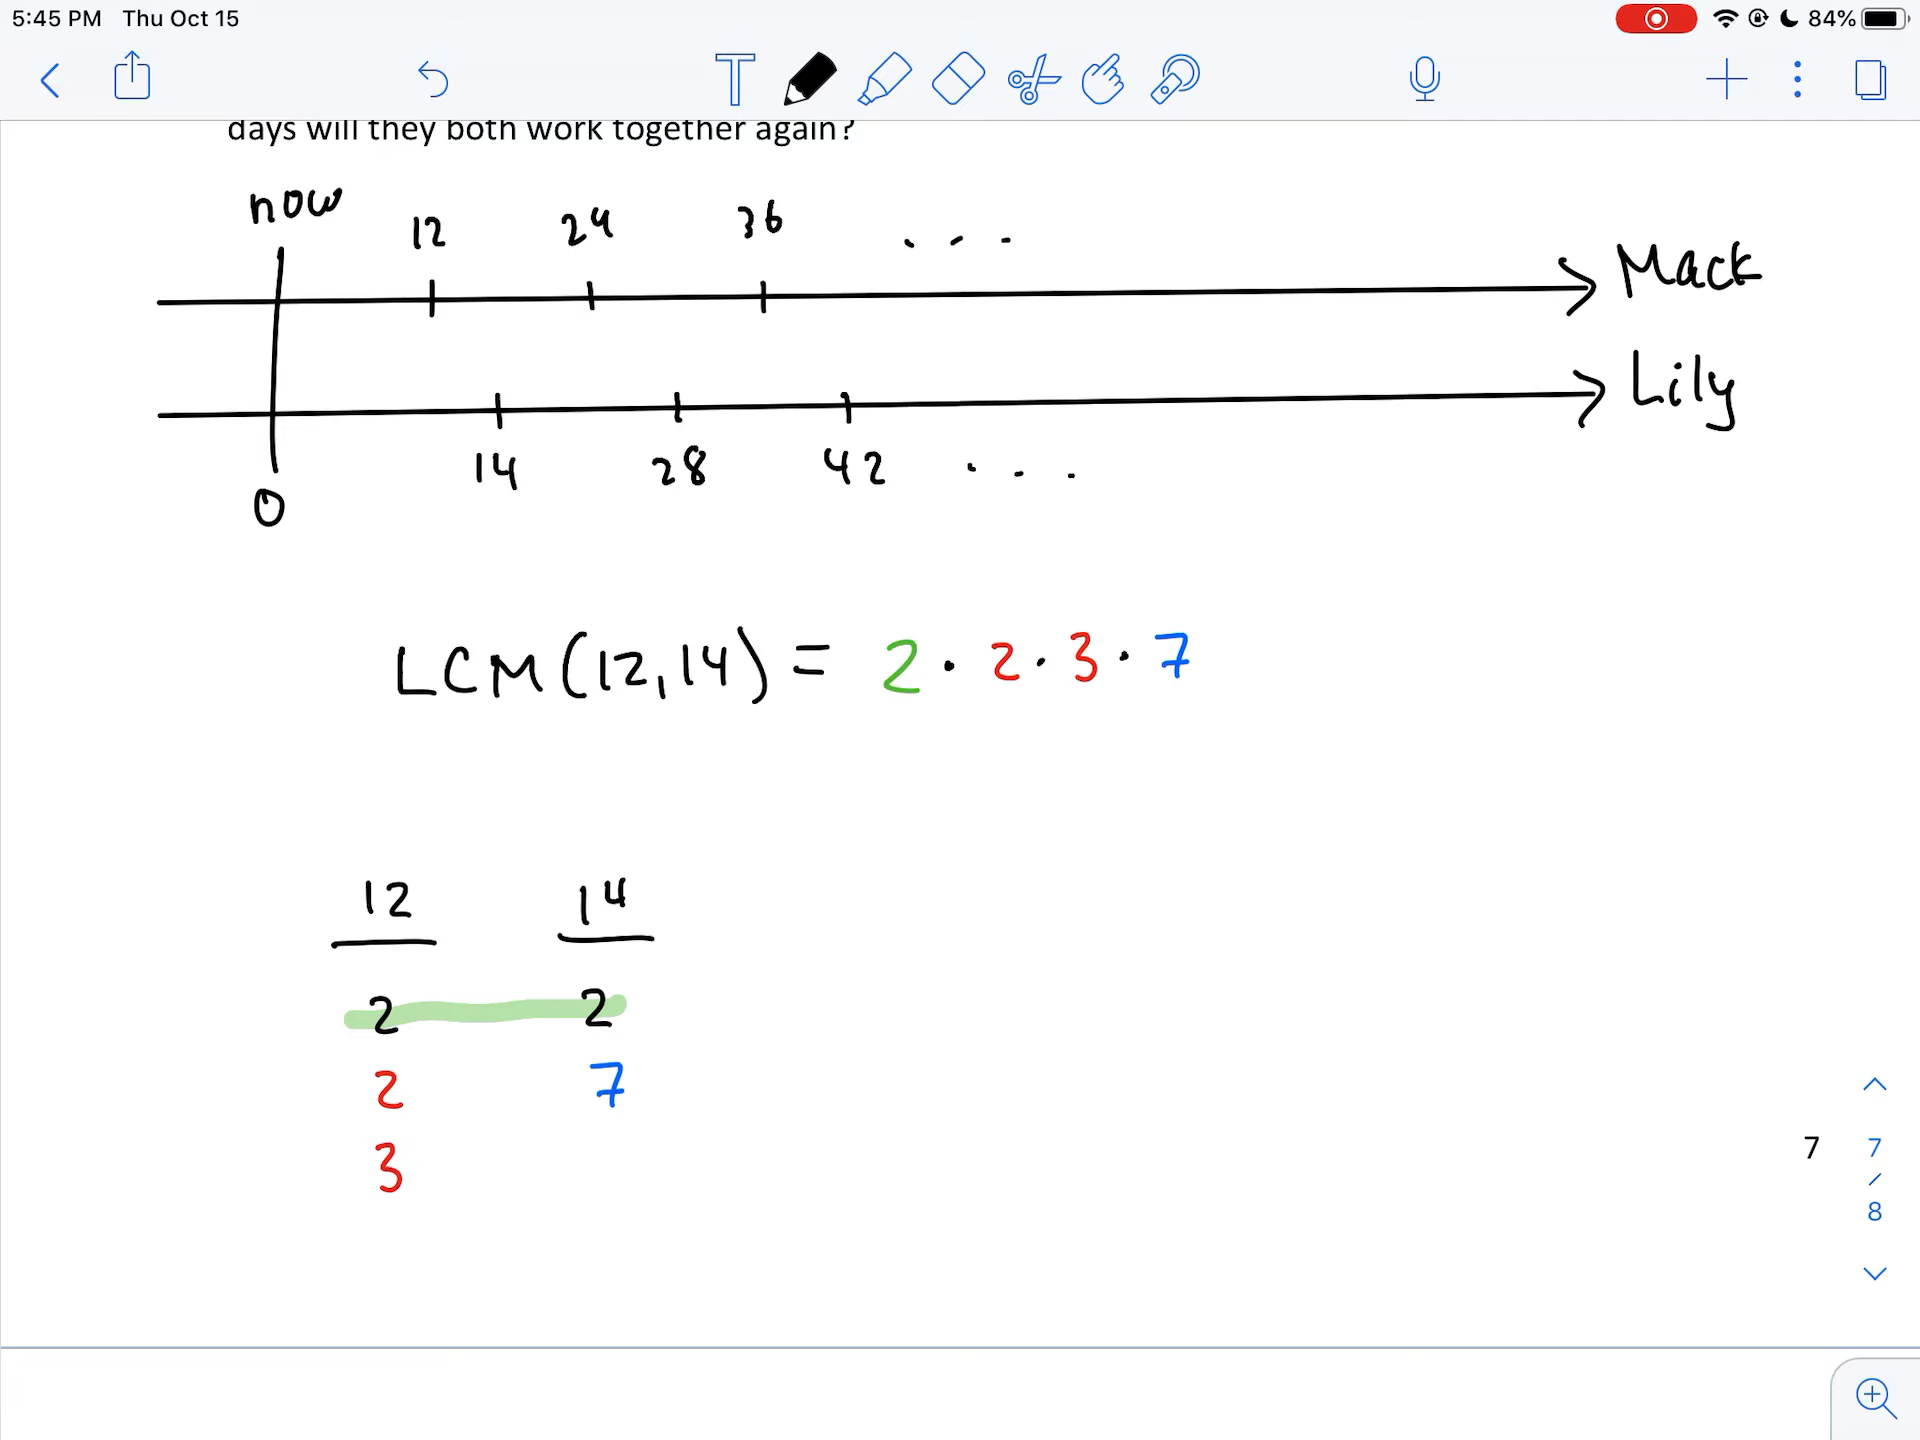 5:45 PM Thu Oct 15 84%
T
days will they both work together again?
now 12 24 36 . . .
Mack
Lily
14 28 42 . . .
0
LCM(12,14) = 2 · 2 · 3 · 7
12 14
2 2
2 7
3
7 7
/
8